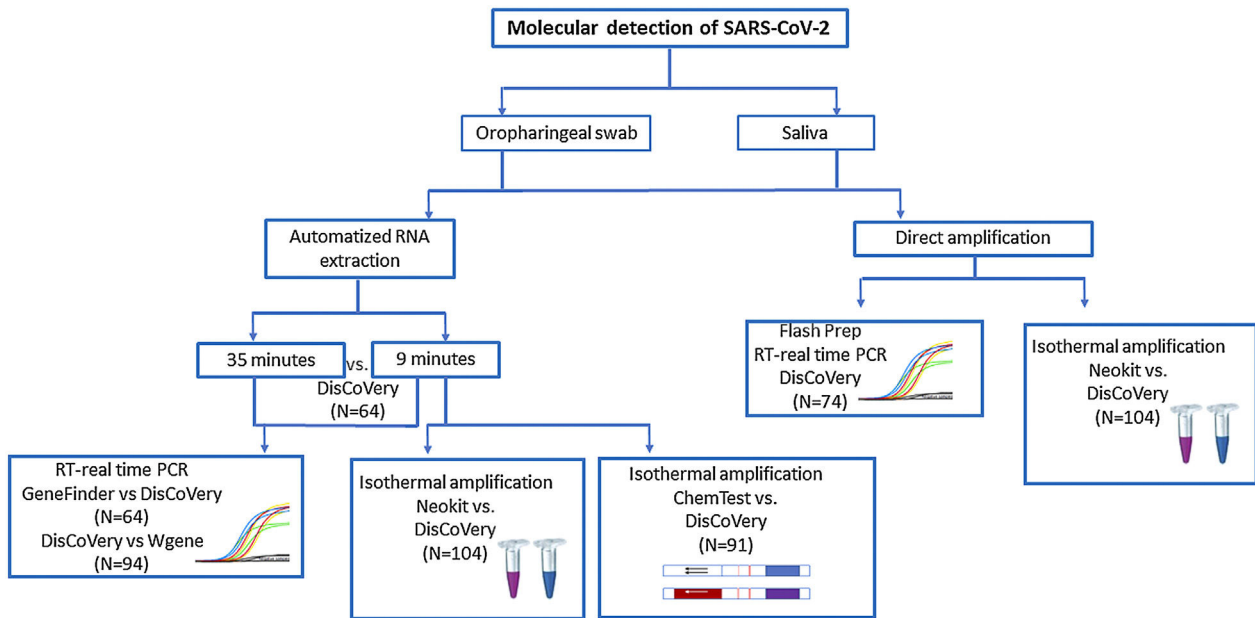 Molecular detection of SARS-CoV-2
Oropharingeal swab
Saliva
Automatized RNA
extraction
Direct amplification
35 minutes
vs.
9 minutes
DisCoVery
(N=64)
Flash Prep
RT-real time PCR
DisCoVery
(N=74)
Isothermal amplification
Neokit vs.
DisCoVery
(N=104)
RT-real time PCR
GeneFinder vs DisCoVery
(N=64)
DisCoVery vs Wgene
(N=94)
Isothermal amplification
Neokit vs.
DisCoVery
(N=104)
Isothermal amplification
ChemTest vs.
DisCoVery
(N=91)